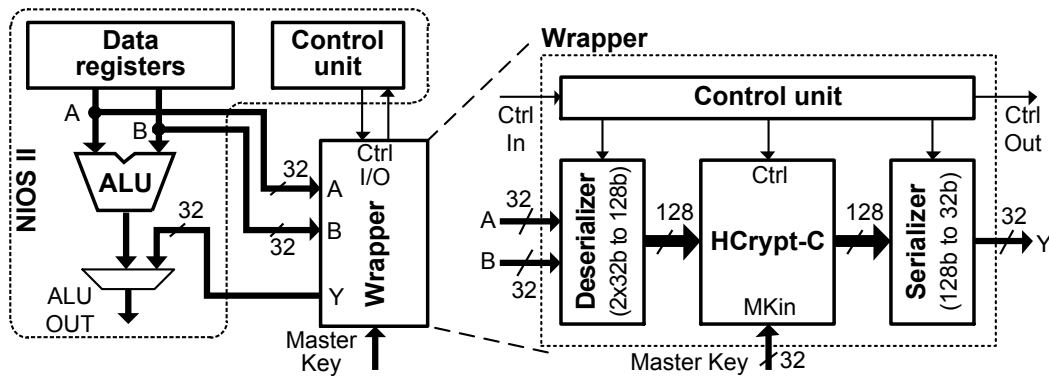 Data
registers
Control
unit
Wrapper
A
B
32
32
Ctrl
I/O
A
B
Y
Wrapper
NIOS II
ALU
32
ALU
OUT
Master
Key
Control unit
Ctrl
In
Ctrl
Out
32
A
B
32
Deserializer
(2x32b to 128b)
128
Ctrl
HCrypt-C
MKin
128
Serializer
(128b to 32b)
32
Y
Master Key
32